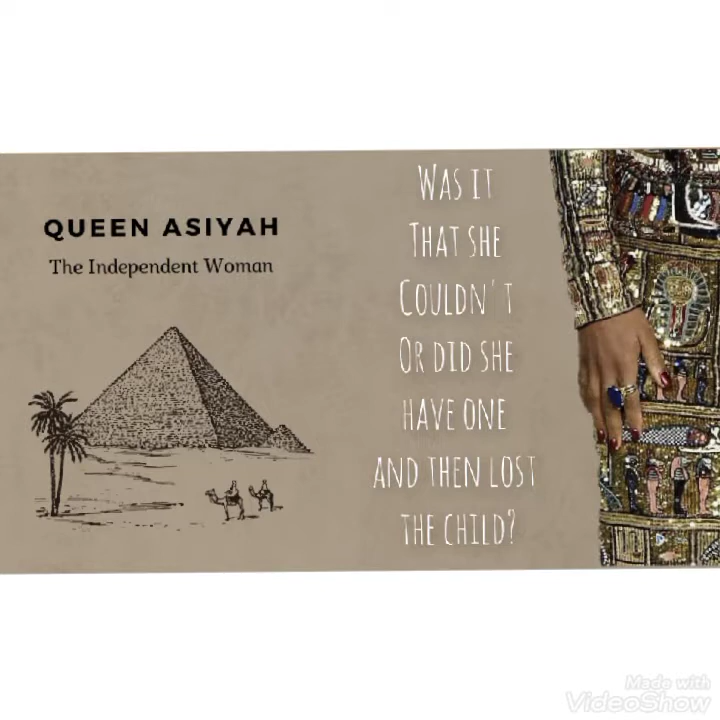 QUEEN ASIYAH
The Independent Woman
WAS IT
THAT SHE
COULDN'T
OR DID SHE
HAVE ONE
AND THEN LOST
THE CHILD?
Made with
VideoShow